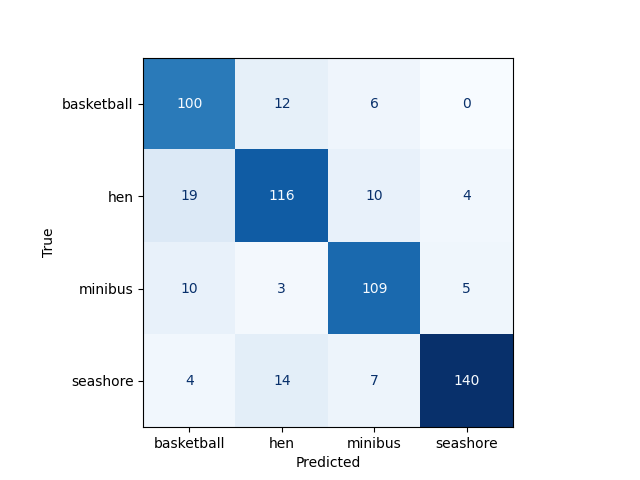 basketball 100 12 6 0
hen 19 116 10 4
minibus 10 3 109 5
seashore 4 14 7 140
basketball hen minibus seashore
Predicted
True